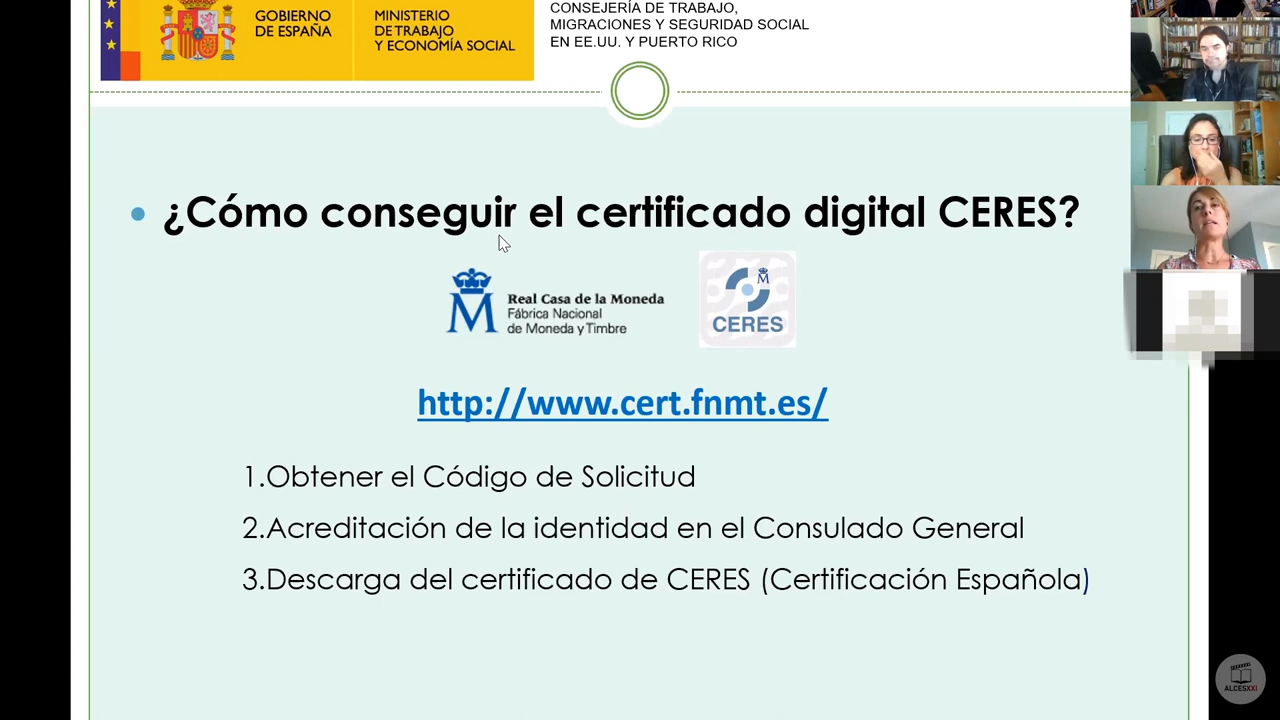 GOBIERNO
DE ESPAÑA
MINISTERIO
DE TRABAJO
Y ECONOMÍA SOCIAL
CONSEJERÍA DE TRABAJO,
MIGRACIONES Y SEGURIDAD SOCIAL
EN EE.UU. Y PUERTO RICO
• ¿Cómo conseguir el certificado digital CERES?
M
Real Casa de la Moneda
Fábrica Nacional
de Moneda y Timbre
M
CERES
http://www.cert.fnmt.es/
1.Obtener el Código de Solicitud
2.Acreditación de la identidad en el Consulado General
3.Descarga del certificado de CERES (Certificación Española)
ALCESXXI